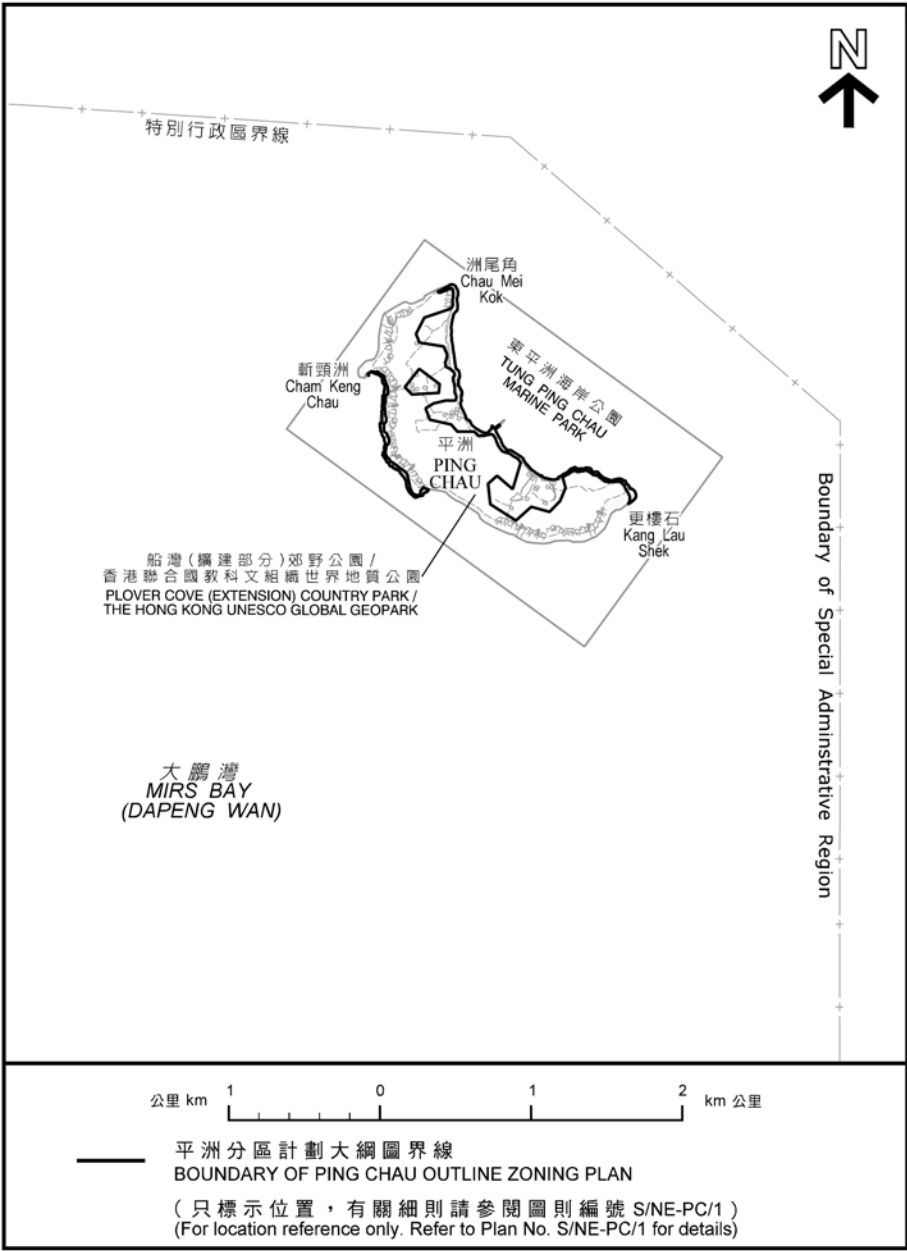 N
特別行政區界線
洲尾角
Chau Mei
Kok
斬頸洲
Cham Keng
Chau
東平洲海岸公園
TUNG PING CHAU
MARINE PARK
平洲
PING
CHAU
更樓石
Kang Lau
Shek
船灣(擴建部分)郊野公園/
香港聯合國教科文組織世界地質公園
PLOVER COVE (EXTENSION) COUNTRY PARK /
THE HONG KONG UNESCO GLOBAL GEOPARK
Boundary of Special Adminstrative Region
大鵬灣
MIRS BAY
(DAPENG WAN)
公里 km 1 0 1 2 km 公里
平洲分區計劃大綱圖界線
BOUNDARY OF PING CHAU OUTLINE ZONING PLAN
(只標示位置，有關細則請參閱圖則編號 S/NE-PC/1)
(For location reference only. Refer to Plan No. S/NE-PC/1 for details)